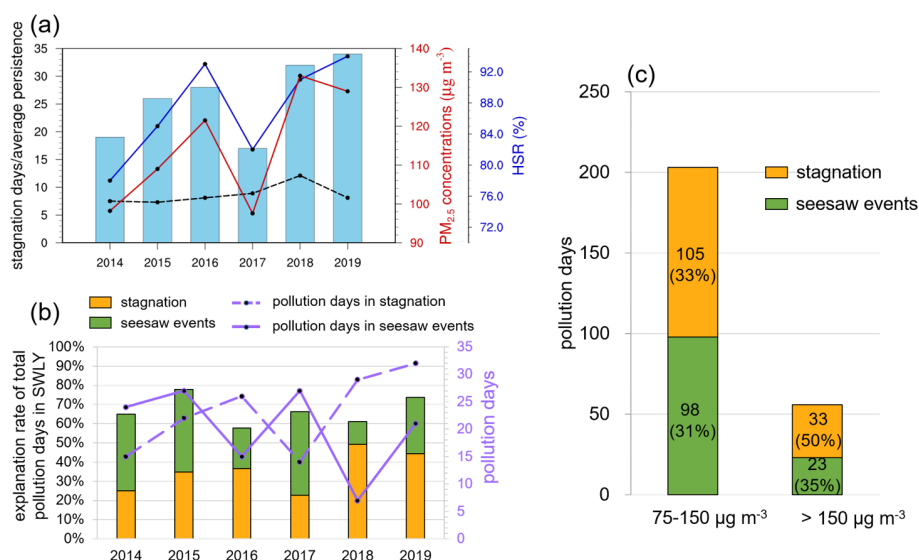 (a)
stagnation days/average persistence
35
30
25
20
15
10
5
0
2014 2015 2016 2017 2018 2019
140
130
120
110
100
90
PM2.5 concentrations (µg m-3)
92.0
88.0
84.0
80.0
76.0
72.0
HSR (%)
(b)
stagnation
seesaw events
pollution days in stagnation
pollution days in seesaw events
explanation rate of total
pollution days in SWLY
100%
90%
80%
70%
60%
50%
40%
30%
20%
10%
0%
2014 2015 2016 2017 2018 2019
35
30
25
20
15
10
5
0
pollution days
(c)
pollution days
250
200
150
100
50
0
stagnation
seesaw events
105
(33%)
98
(31%)
33
(50%)
23
(35%)
75-150 µg m-3 > 150 µg m-3